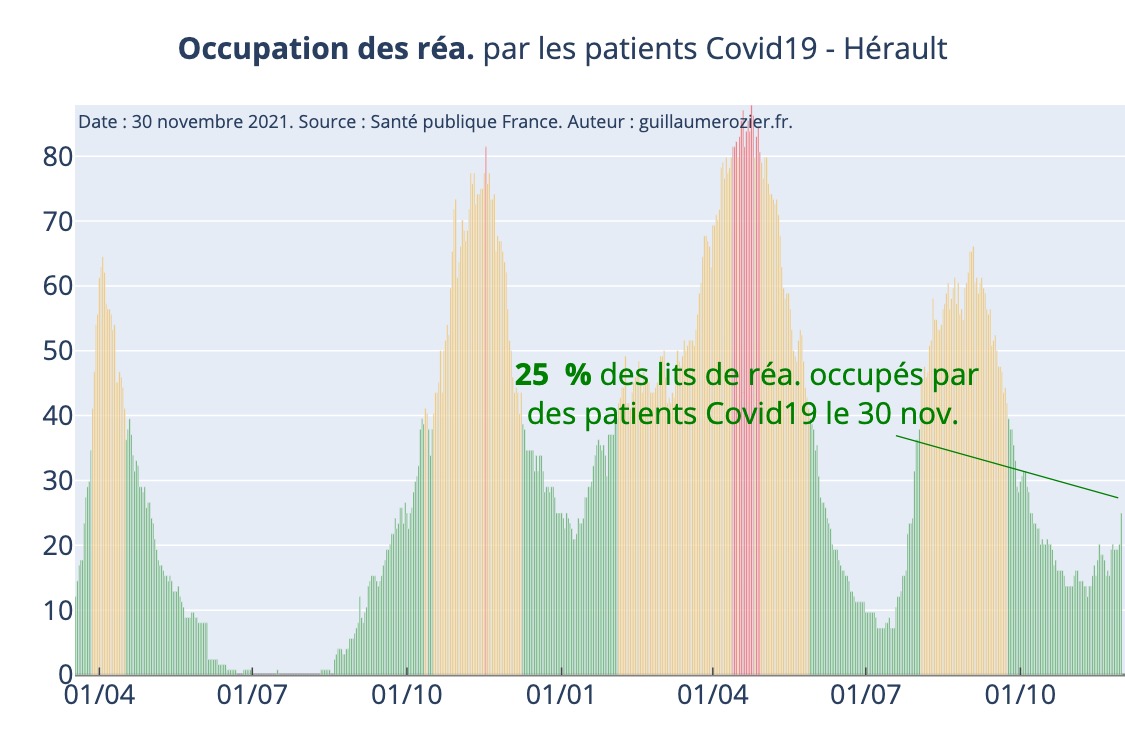 Occupation des réa. par les patients Covid19 - Hérault
Date : 30 novembre 2021. Source : Santé publique France. Auteur : guillaumerozier.fr.
80
70
60
50
25 % des lits de réa. occupés par
des patients Covid19 le 30 nov.
40
30
20
10
0
01/04 01/07 01/10 01/01 01/04 01/07 01/10